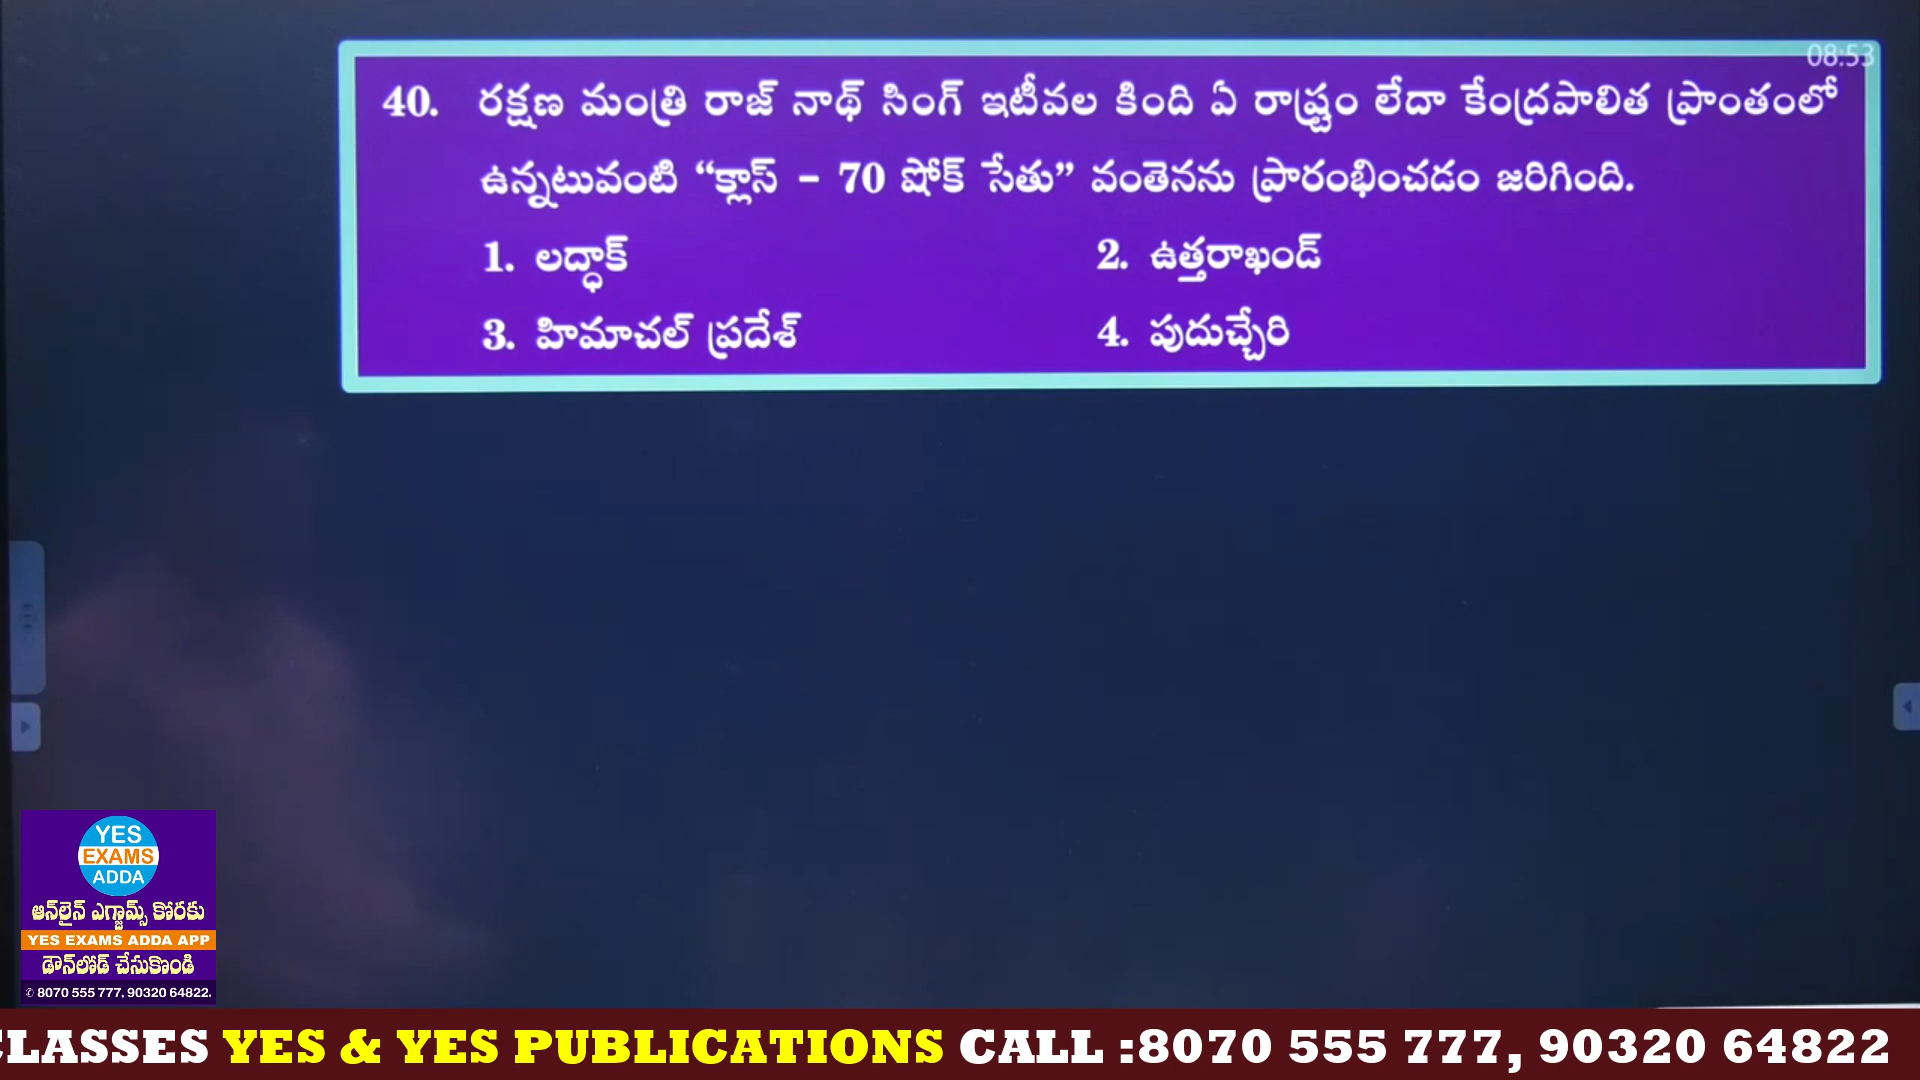 08:53
40. రక్షణ మంత్రి రాజ్ నాథ్ సింగ్ ఇటీవల కింది ఏ రాష్ట్రం లేదా కేంద్రపాలిత ప్రాంతంలో
ఉన్నటువంటి “క్లాస్ - 70 షోక్ సేతు” వంతెనను ప్రారంభించడం జరిగింది.
1. లద్ధాక్ 2. ఉత్తరాఖండ్
3. హిమాచల్ ప్రదేశ్ 4. పుదుచ్చేరి
YES
EXAMS
ADDA
ఆన్‌లైన్ ఎగ్జామ్స్ కోరకు
YES EXAMS ADDA APP
డౌన్‌లోడ్ చేసుకొండి
✆ 8070 555 777, 90320 64822.
CLASSES YES & YES PUBLICATIONS CALL :8070 555 777, 90320 64822